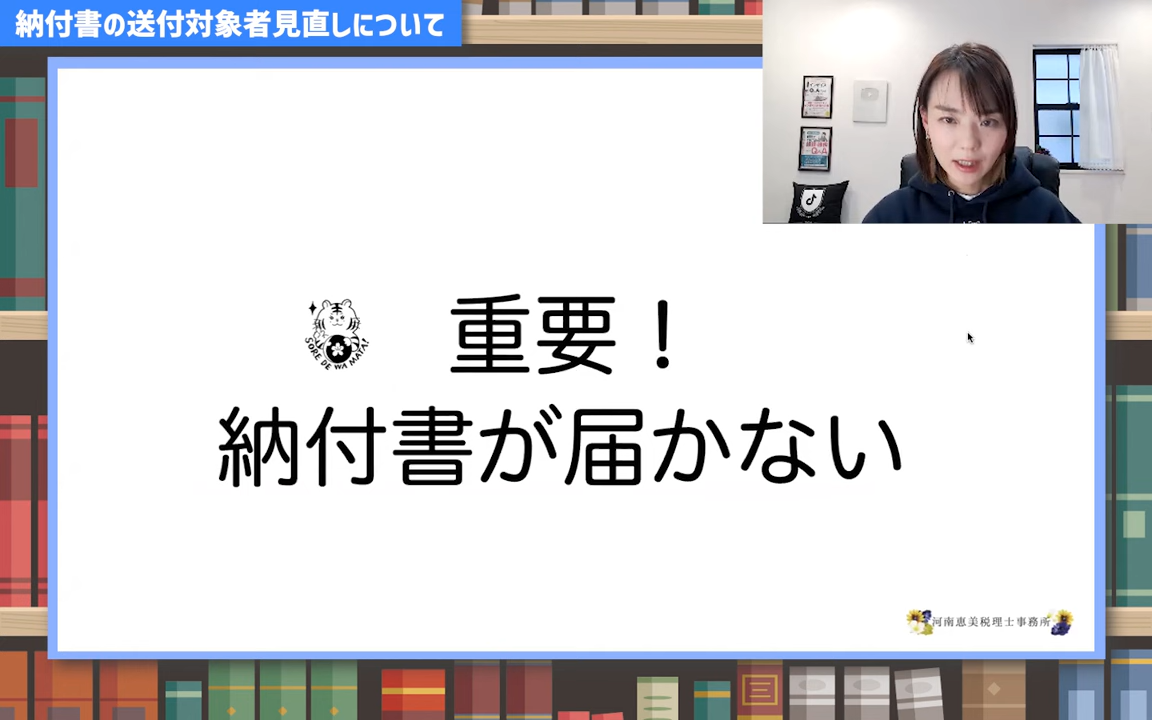 納付書の送付対象者見直しについて
重要！
SORE DE WA MATA!
納付書が届かない
河南恵美税理士事務所